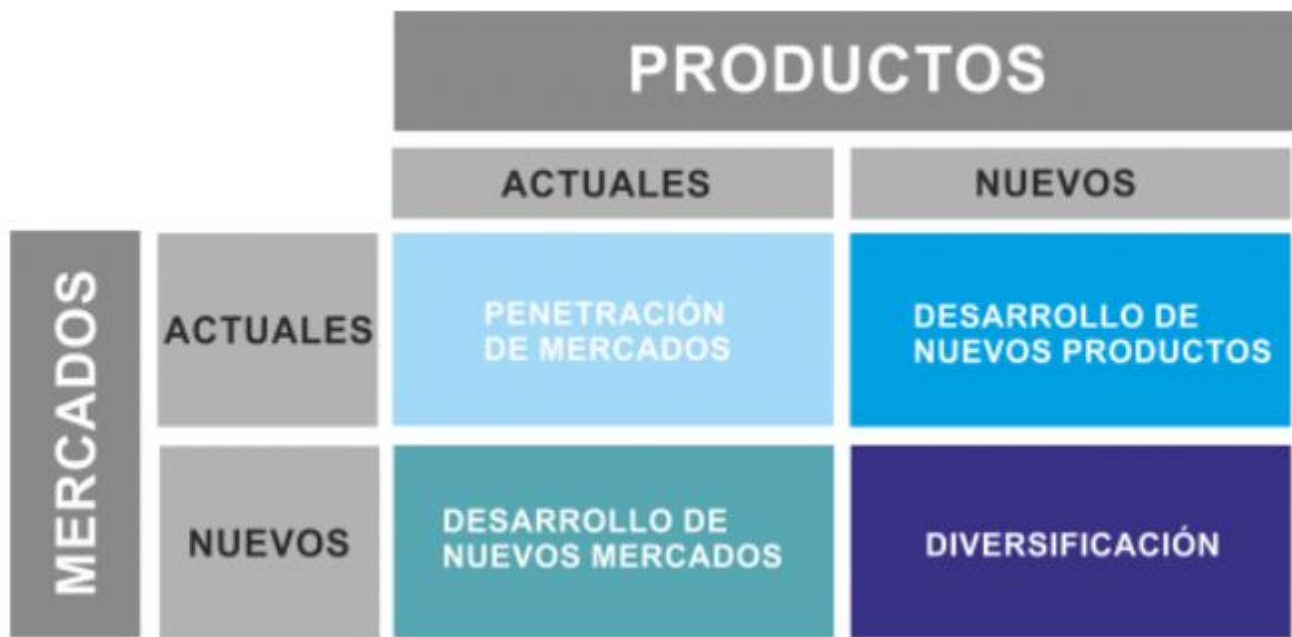 PRODUCTOS
ACTUALES
NUEVOS
MERCADOS
ACTUALES
PENETRACIÓN
DE MERCADOS
DESARROLLO DE
NUEVOS PRODUCTOS
NUEVOS
DESARROLLO DE
NUEVOS MERCADOS
DIVERSIFICACIÓN